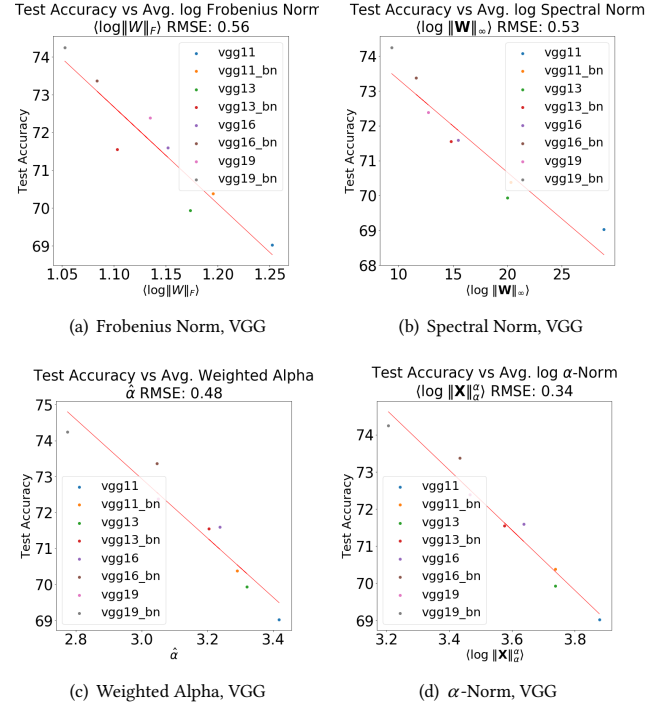 Test Accuracy vs Avg. log Frobenius Norm
⟨log‖W‖F⟩ RMSE: 0.56
74
73
72
71
70
69
Test Accuracy
vgg11
vgg11_bn
vgg13
vgg13_bn
vgg16
vgg16_bn
vgg19
vgg19_bn
1.05 1.10 1.15 1.20 1.25
⟨log‖W‖F⟩
(a) Frobenius Norm, VGG
Test Accuracy vs Avg. log Spectral Norm
⟨log ‖W‖∞⟩ RMSE: 0.53
74
73
72
71
70
69
68
Test Accuracy
vgg11
vgg11_bn
vgg13
vgg13_bn
vgg16
vgg16_bn
vgg19
vgg19_bn
10 15 20 25
⟨log ‖W‖∞⟩
(b) Spectral Norm, VGG
Test Accuracy vs Avg. Weighted Alpha
α̂ RMSE: 0.48
75
74
73
72
71
70
69
Test Accuracy
vgg11
vgg11_bn
vgg13
vgg13_bn
vgg16
vgg16_bn
vgg19
vgg19_bn
2.8 3.0 3.2 3.4
α̂
(c) Weighted Alpha, VGG
Test Accuracy vs Avg. log α-Norm
⟨log ‖X‖αα⟩ RMSE: 0.34
74
73
72
71
70
69
Test Accuracy
vgg11
vgg11_bn
vgg13
vgg13_bn
vgg16
vgg16_bn
vgg19
vgg19_bn
3.2 3.4 3.6 3.8
⟨log ‖X‖αα⟩
(d) α-Norm, VGG